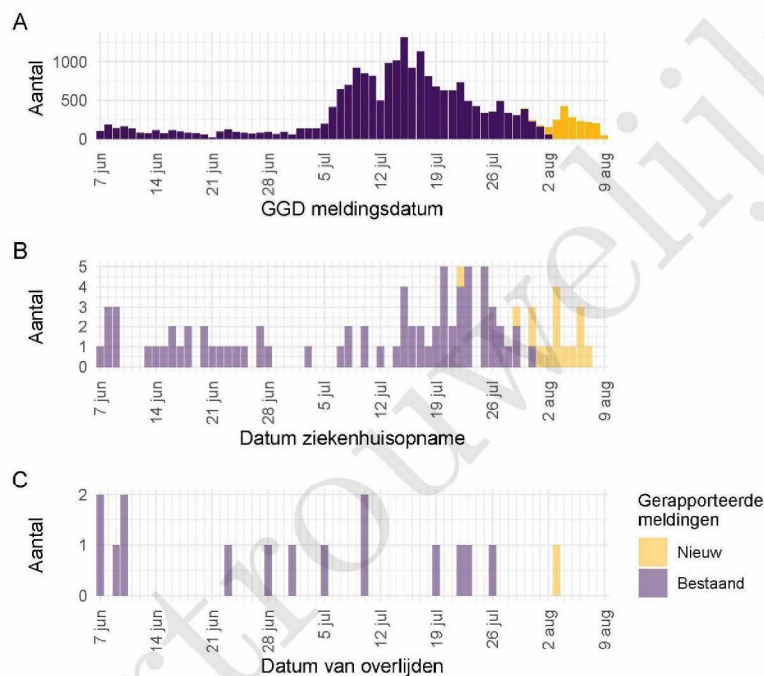 A
Aantal
1000
500
0
7 jun
14 jun
21 jun
28 jun
5 jul
12 jul
19 jul
26 jul
2 aug
9 aug
GGD meldingsdatum
B
Aantal
5
4
3
2
1
0
7 jun
14 jun
21 jun
28 jun
5 jul
12 jul
19 jul
26 jul
2 aug
9 aug
Datum ziekenhuisopname
C
Aantal
2
1
0
7 jun
14 jun
21 jun
28 jun
5 jul
12 jul
19 jul
26 jul
2 aug
9 aug
Datum van overlijden
Gerapporteerde
meldingen
Nieuw
Bestaand
rtrouwelijk